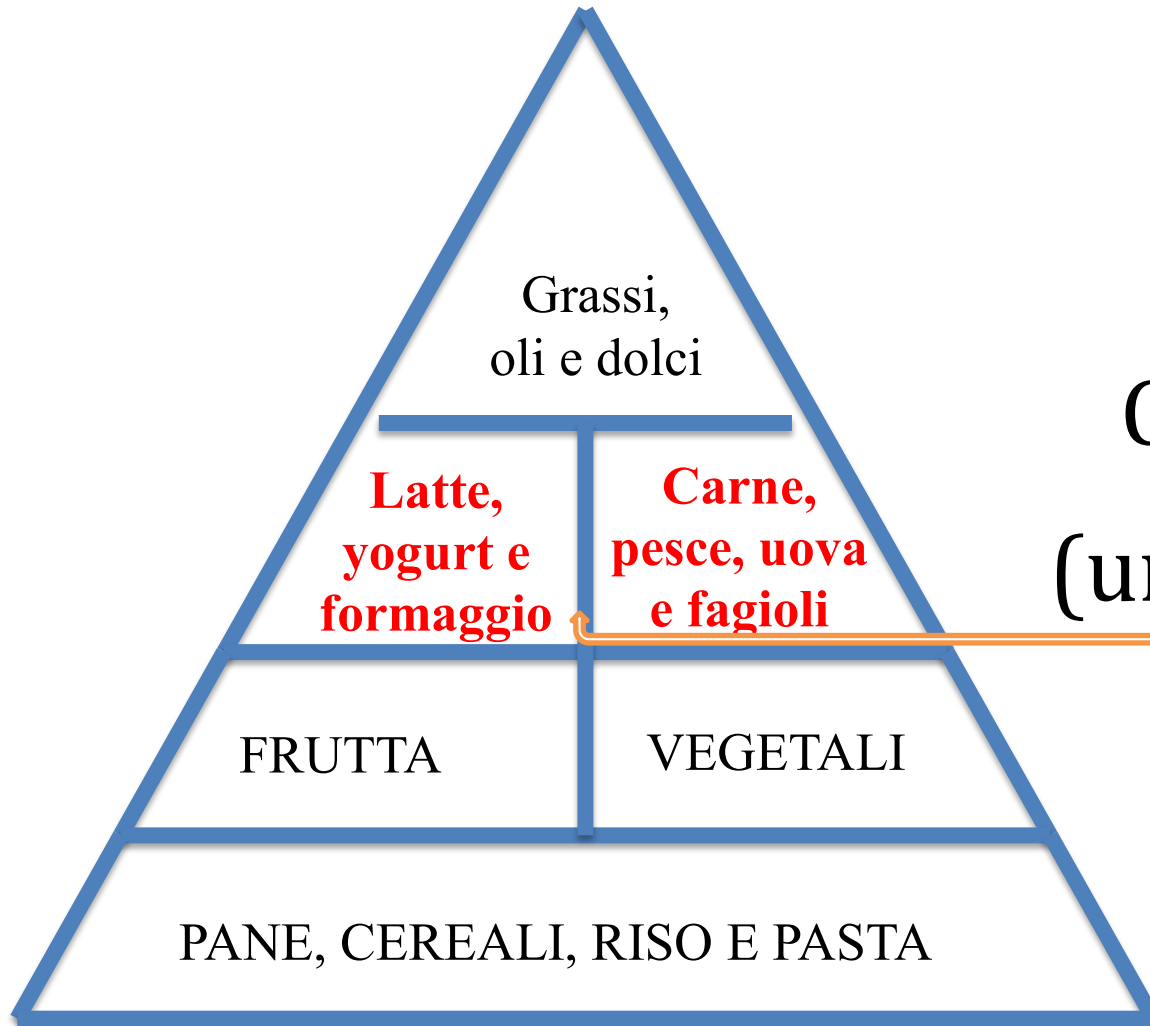 Grassi,
oli e dolci
Latte,
yogurt e
formaggio
Carne,
pesce, uova
e fagioli
FRUTTA
VEGETALI
PANE, CEREALI, RISO E PASTA